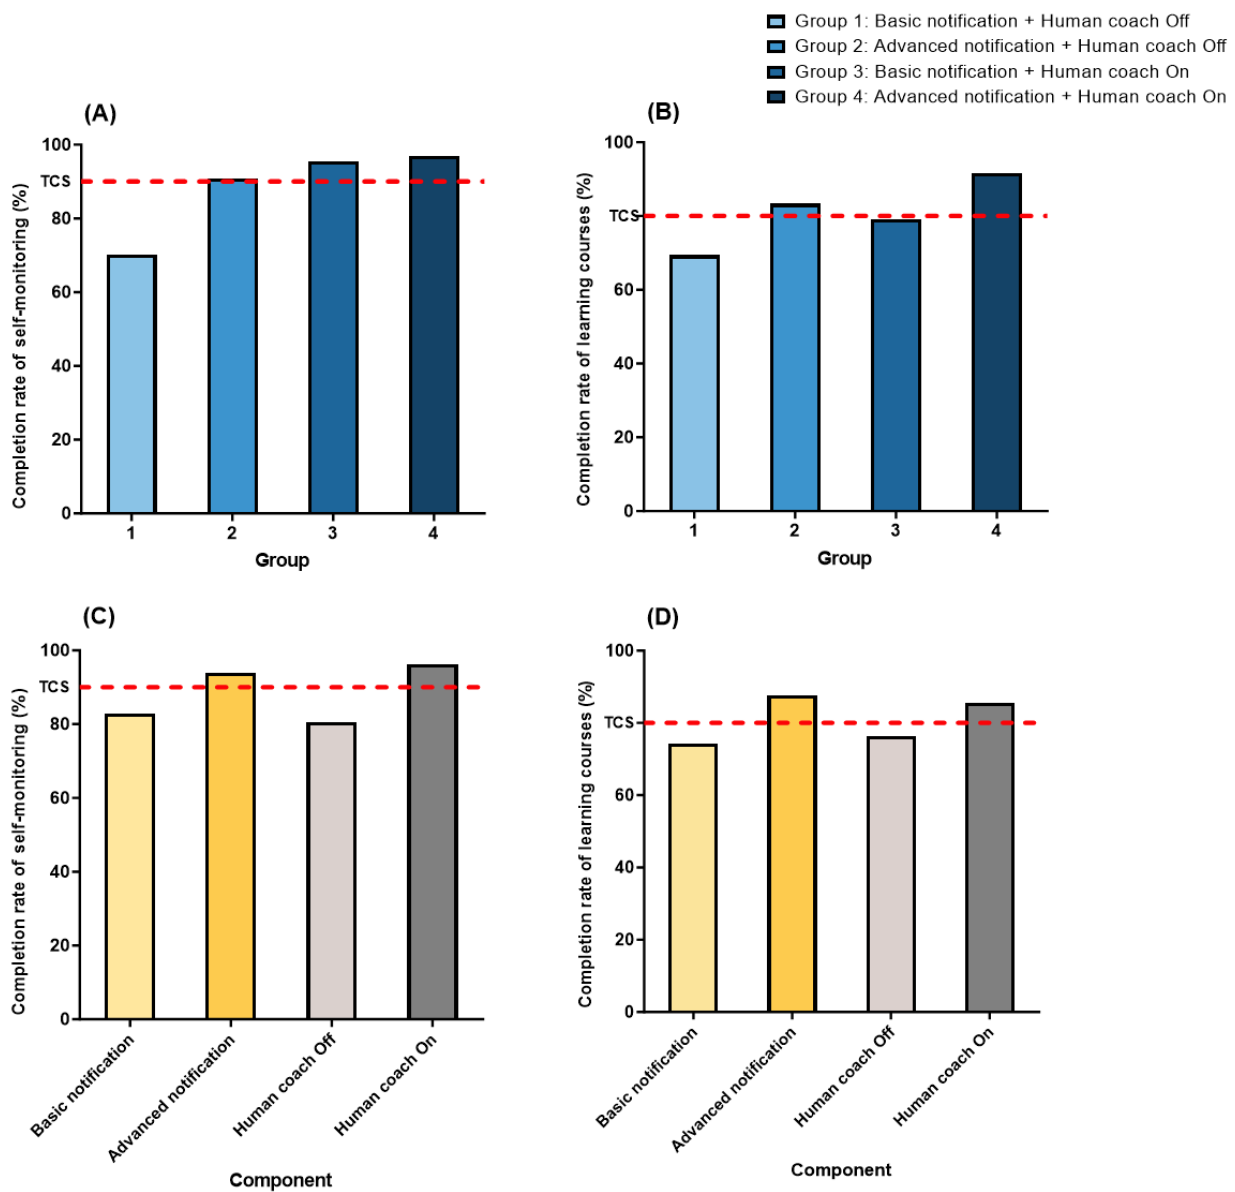 Group 1: Basic notification + Human coach Off
Group 2: Advanced notification + Human coach Off
Group 3: Basic notification + Human coach On
Group 4: Advanced notification + Human coach On
(A)
Completion rate of self-monitoring (%)
100
TCS
80
60
40
20
0
1 2 3 4
Group
(B)
Completion rate of learning courses (%)
100
TCS
60
40
20
0
1 2 3 4
Group
(C)
Completion rate of self-monitoring (%)
100
TCS
80
60
40
20
0
Basic notification
Advanced notification
Human coach Off
Human coach On
Component
(D)
Completion rate of learning courses (%)
100
TCS
60
40
20
0
Basic notification
Advanced notification
Human coach Off
Human coach On
Component